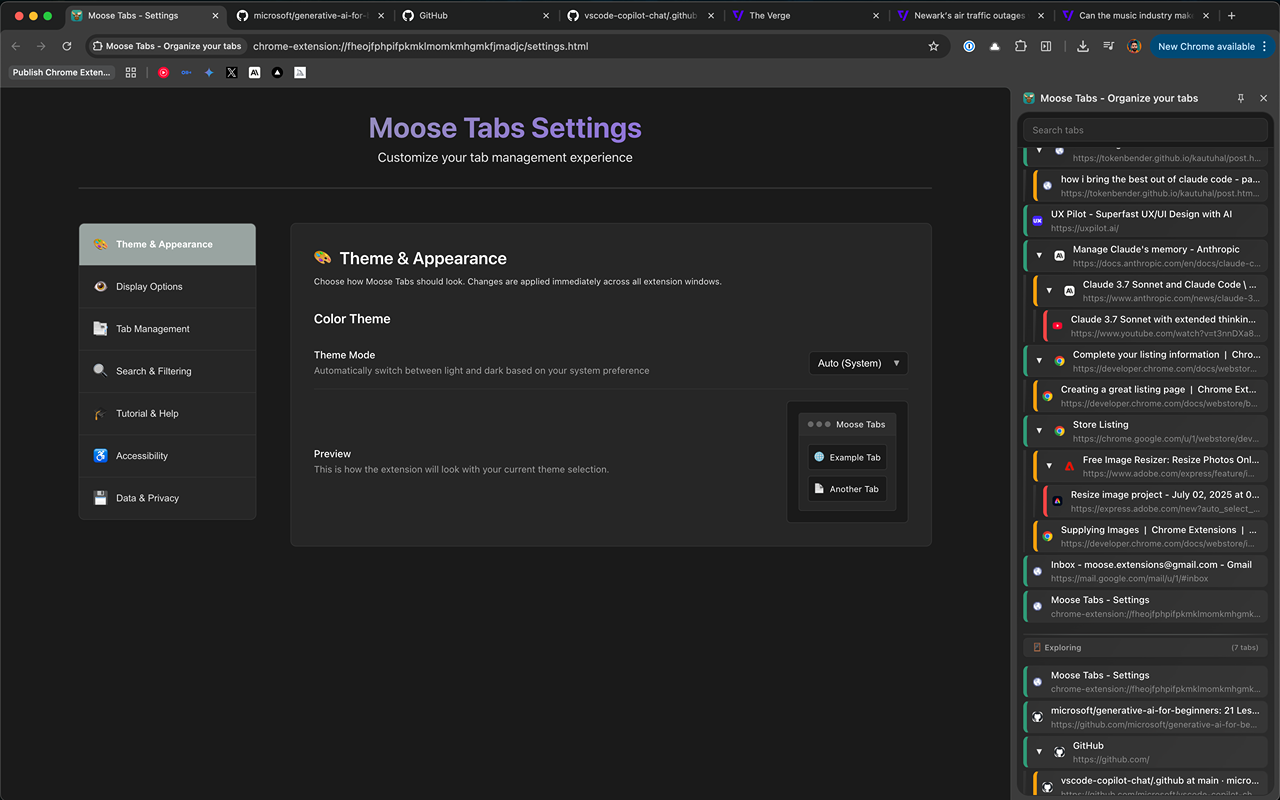 Moose Tabs - Settings
microsoft/generative-ai-for-
GitHub
vscode-copilot-chat/.github
The Verge
Newark's air traffic outages
Can the music industry mak
Moose Tabs - Organize your tabs
chrome-extension://fheojfphpifpkmklmomkmhgmkfjmadjc/settings.html
New Chrome available
Publish Chrome Exten...
Moose Tabs Settings
Customize your tab management experience
Theme & Appearance
Display Options
Tab Management
Search & Filtering
Tutorial & Help
Accessibility
Data & Privacy
Theme & Appearance
Choose how Moose Tabs should look. Changes are applied immediately across all extension windows.
Color Theme
Theme Mode
Automatically switch between light and dark based on your system preference
Auto (System)
Preview
This is how the extension will look with your current theme selection.
Moose Tabs
Example Tab
Another Tab
Moose Tabs - Organize your tabs
Search tabs
https://tokenbender.github.io/kautuhal/post.h...
how i bring the best out of claude code - pa...
https://tokenbender.github.io/kautuhal/post.htm...
UX Pilot - Superfast UX/UI Design with AI
https://uxpilot.ai/
Manage Claude's memory - Anthropic
https://docs.anthropic.com/en/docs/claude-c...
Claude 3.7 Sonnet and Claude Code \ ...
https://www.anthropic.com/news/claude-3...
Claude 3.7 Sonnet with extended thinkin...
https://www.youtube.com/watch?v=t3nnDXa8...
Complete your listing information | Chro...
https://developer.chrome.com/docs/webstor...
Creating a great listing page | Chrome Ext...
https://developer.chrome.com/docs/webstore/b...
Store Listing
https://chrome.google.com/u/1/webstore/dev...
Free Image Resizer: Resize Photos Onl...
https://www.adobe.com/express/feature/i...
Resize image project - July 02, 2025 at 0...
https://express.adobe.com/new?auto_select_...
Supplying Images | Chrome Extensions | ...
https://developer.chrome.com/docs/webstore/i...
Inbox - moose.extensions@gmail.com - Gmail
https://mail.google.com/mail/u/1/#inbox
Moose Tabs - Settings
chrome-extension://fheojfphpifpkmklmomkmhgmk...
Exploring
(7 tabs)
Moose Tabs - Settings
chrome-extension://fheojfphpifpkmklmomkmhgmk...
microsoft/generative-ai-for-beginners: 21 Les...
https://github.com/microsoft/generative-ai-for-be...
GitHub
https://github.com/
vscode-copilot-chat/.github at main · micro...
https://github.com/microsoft/vscode-copilot-ch...